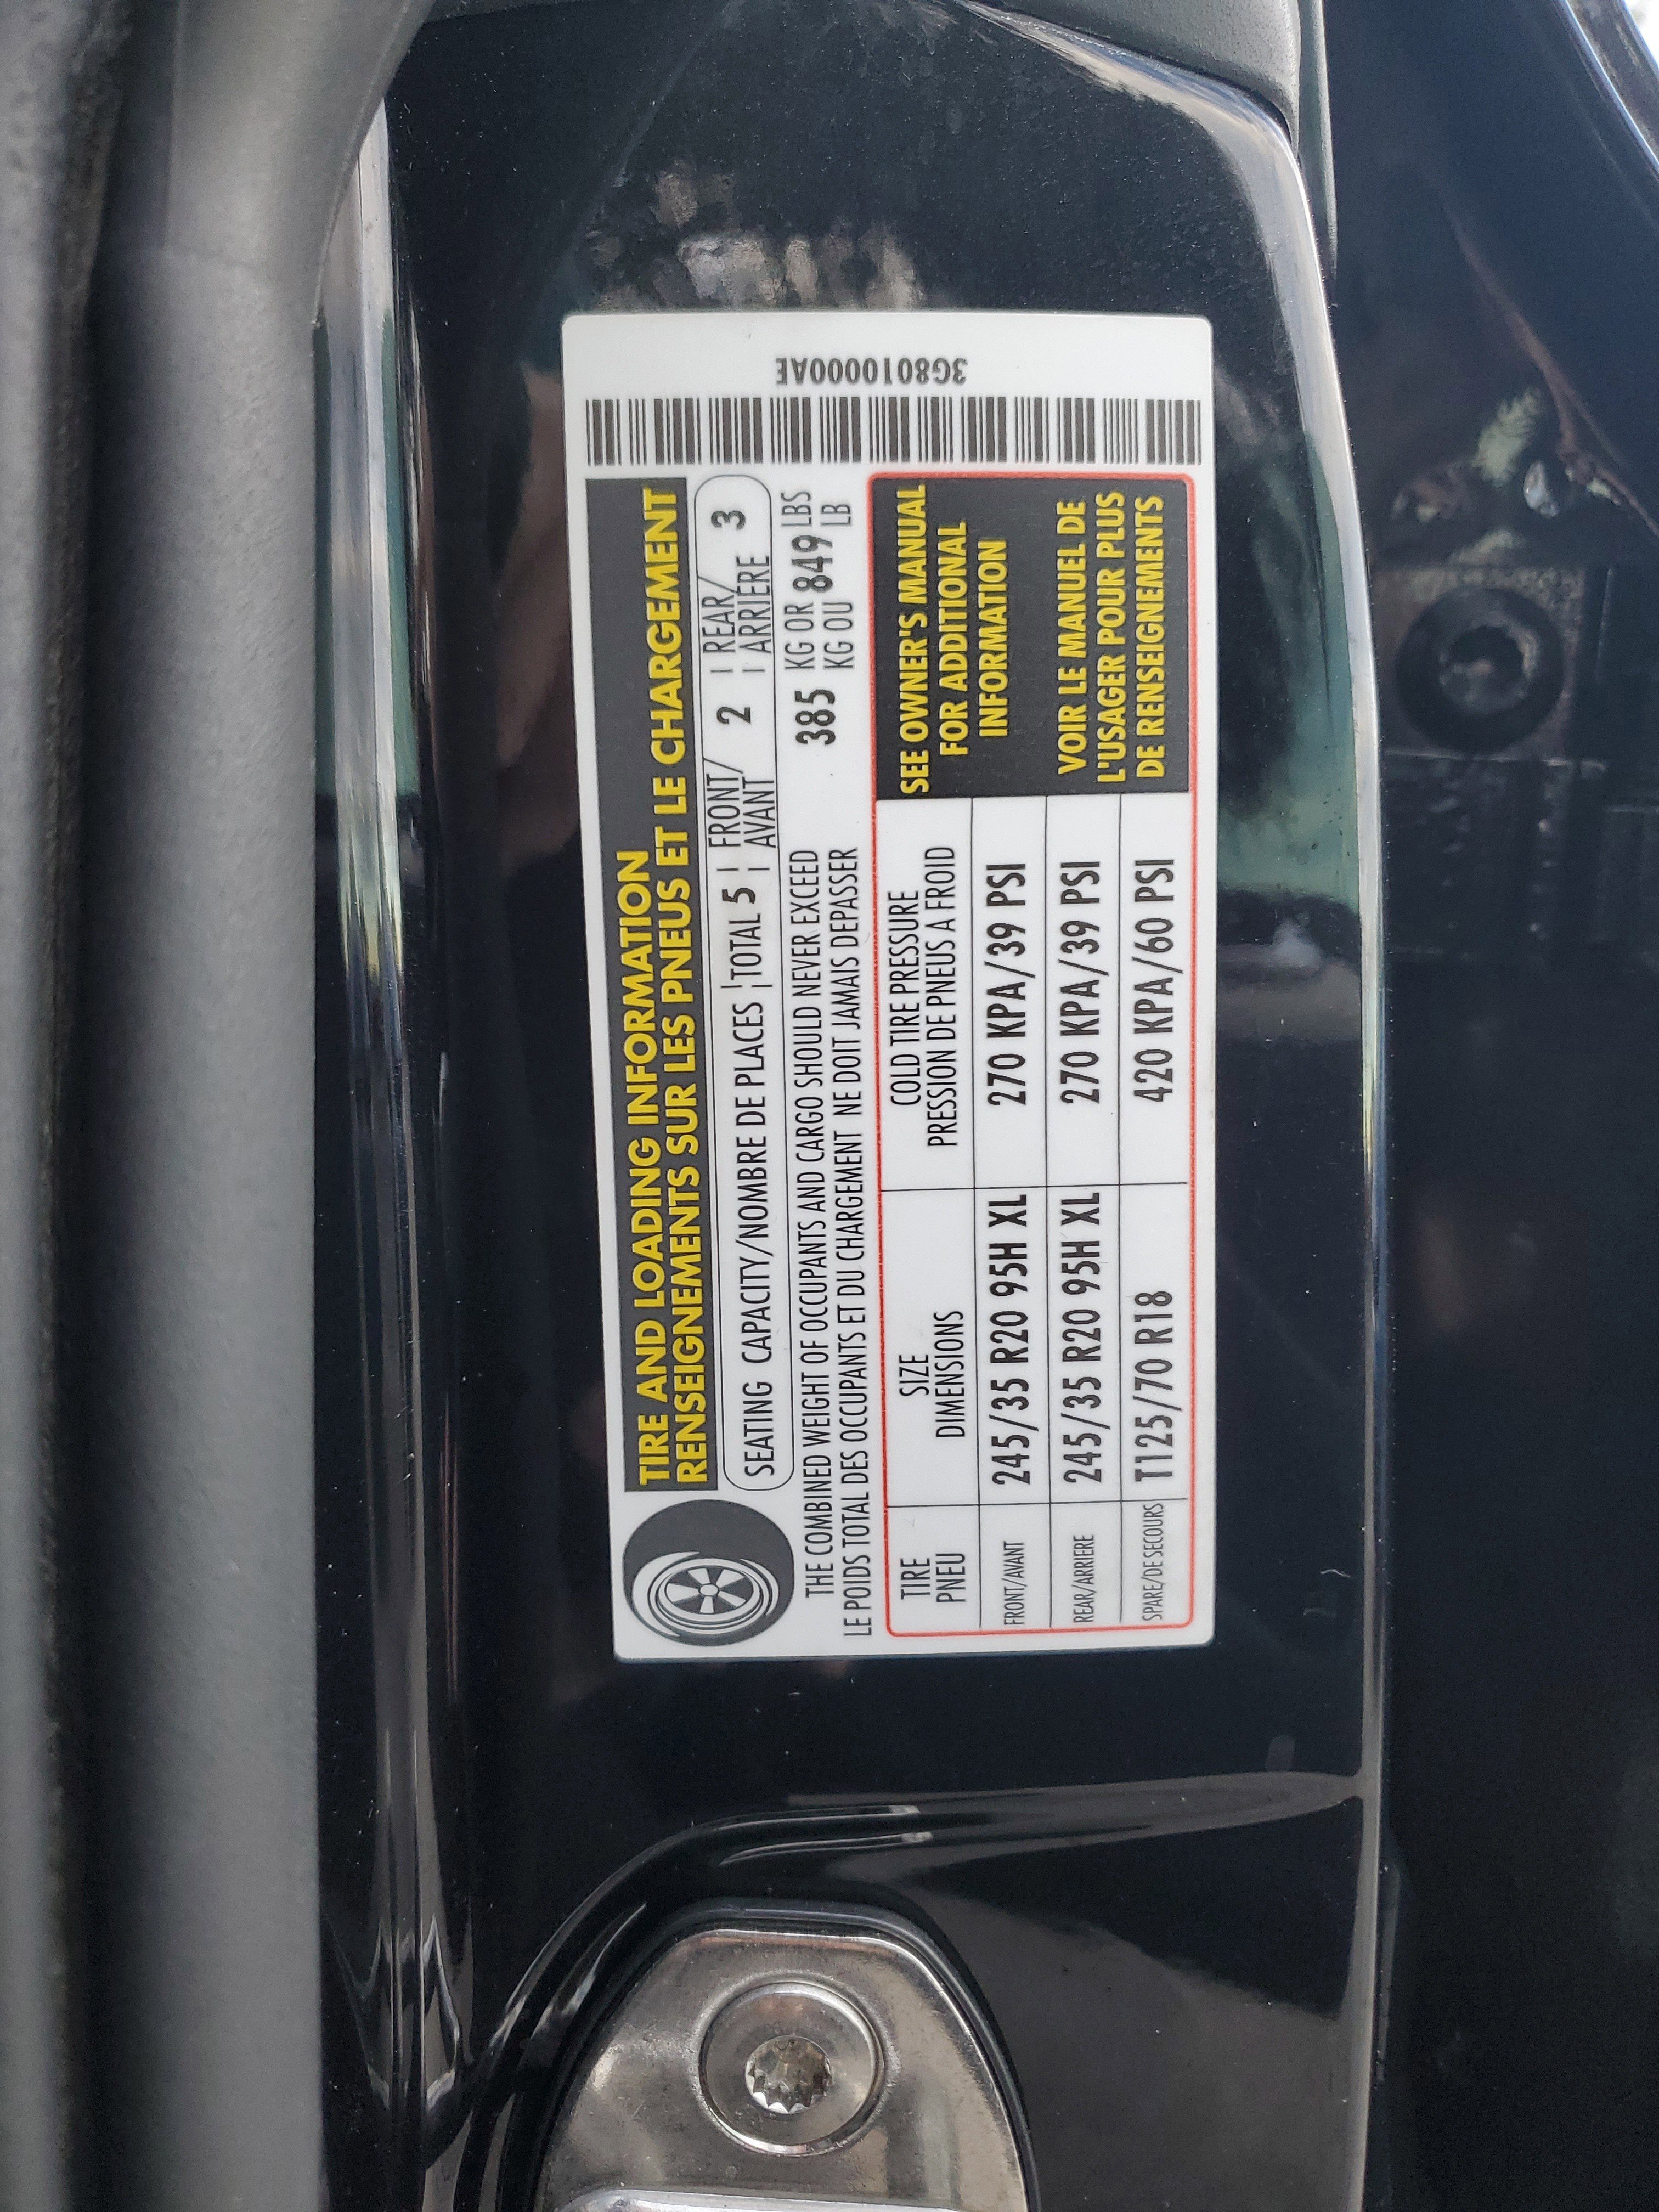 TIRE AND LOADING INFORMATION
RENSEIGNEMENTS SUR LES PNEUS ET LE CHARGEMENT
SEATING CAPACITY/NOMBRE DE PLACES TOTAL 5 FRONT/ AVANT 2 REAR/ ARRIÈRE 3
THE COMBINED WEIGHT OF OCCUPANTS AND CARGO SHOULD NEVER EXCEED 385 KG OR 849 LBS
LE POIDS TOTAL DES OCCUPANTS ET DU CHARGEMENT NE DOIT JAMAIS DEPASSER KG OU LB
TIRE SIZE COLD TIRE PRESSURE
PNEU DIMENSIONS PRESSION DE PNEUS A FROID
FRONT/AVANT 245/35 R20 95H XL 270 KPA/39 PSI
REAR/ARRIERE 245/35 R20 95H XL 270 KPA/39 PSI
SPARE/DE SECOURS T125/70 R18 420 KPA/60 PSI
SEE OWNER'S MANUAL
FOR ADDITIONAL
INFORMATION
VOIR LE MANUEL DE
L'USAGER POUR PLUS
DE RENSEIGNEMENTS
3G8010000AE